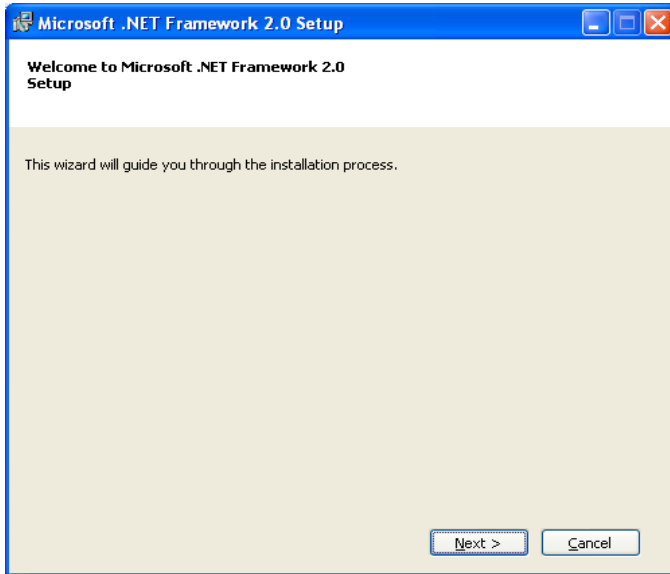 Microsoft .NET Framework 2.0 Setup
Welcome to Microsoft .NET Framework 2.0
Setup
This wizard will guide you through the installation process.
Next > Cancel